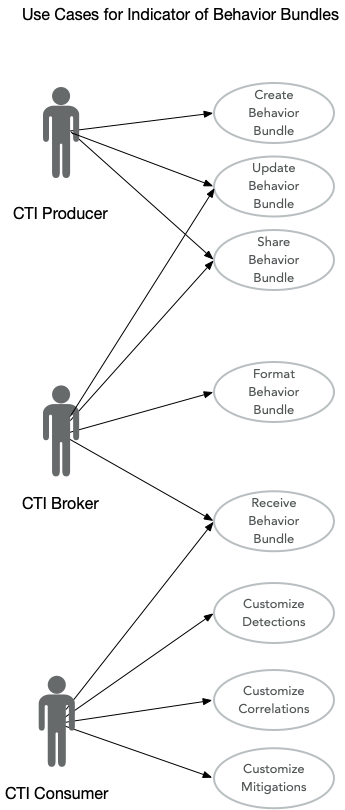 Use Cases for Indicator of Behavior Bundles
Create
Behavior
Bundle
Update
Behavior
Bundle
CTI Producer
Share
Behavior
Bundle
Format
Behavior
Bundle
CTI Broker
Receive
Behavior
Bundle
Customize
Detections
Customize
Correlations
Customize
Mitigations
CTI Consumer